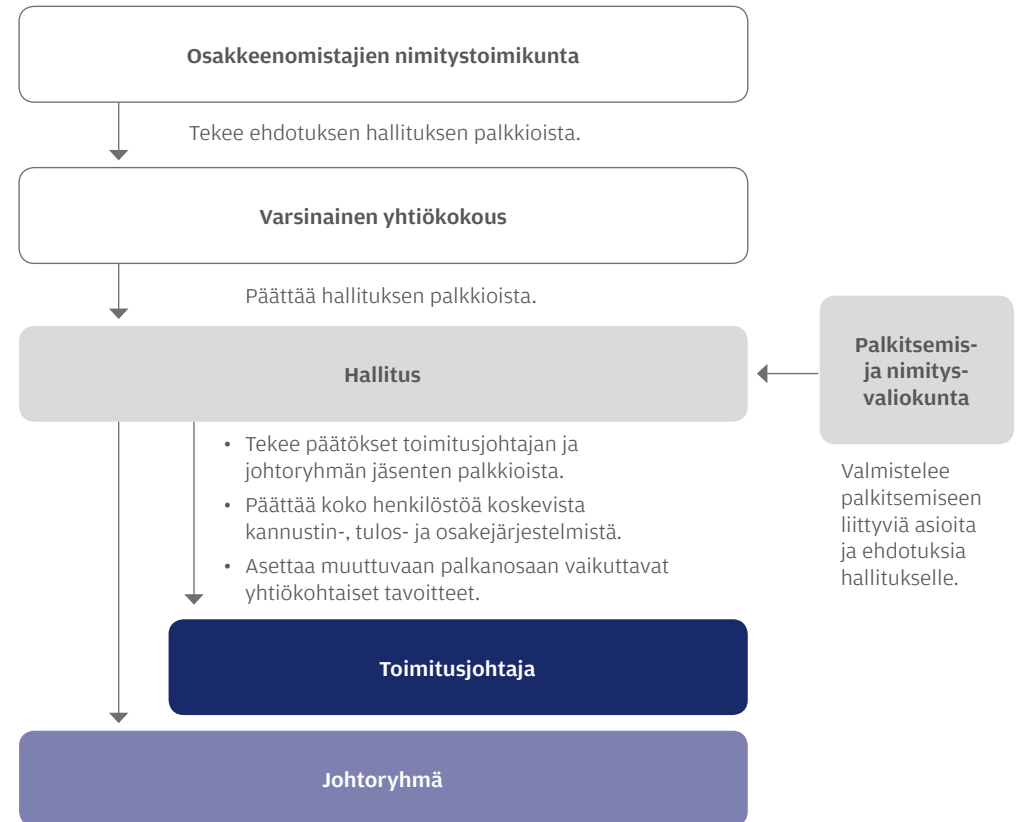 Osakkeenomistajien nimitystoimikunta
Tekee ehdotuksen hallituksen palkkioista.
Varsinainen yhtiökokous
Päättää hallituksen palkkioista.
Hallitus
Palkitsemis-
ja nimitys-
valiokunta
Valmistelee
palkitsemiseen
liittyviä asioita
ja ehdotuksia
hallitukselle.
• Tekee päätökset toimitusjohtajan ja
johtoryhmän jäsenten palkkioista.
• Päättää koko henkilöstöä koskevista
kannustin-, tulos- ja osakejärjestelmistä.
• Asettaa muuttuvaan palkanosaan vaikuttavat
yhtiökohtaiset tavoitteet.
Toimitusjohtaja
Johtoryhmä